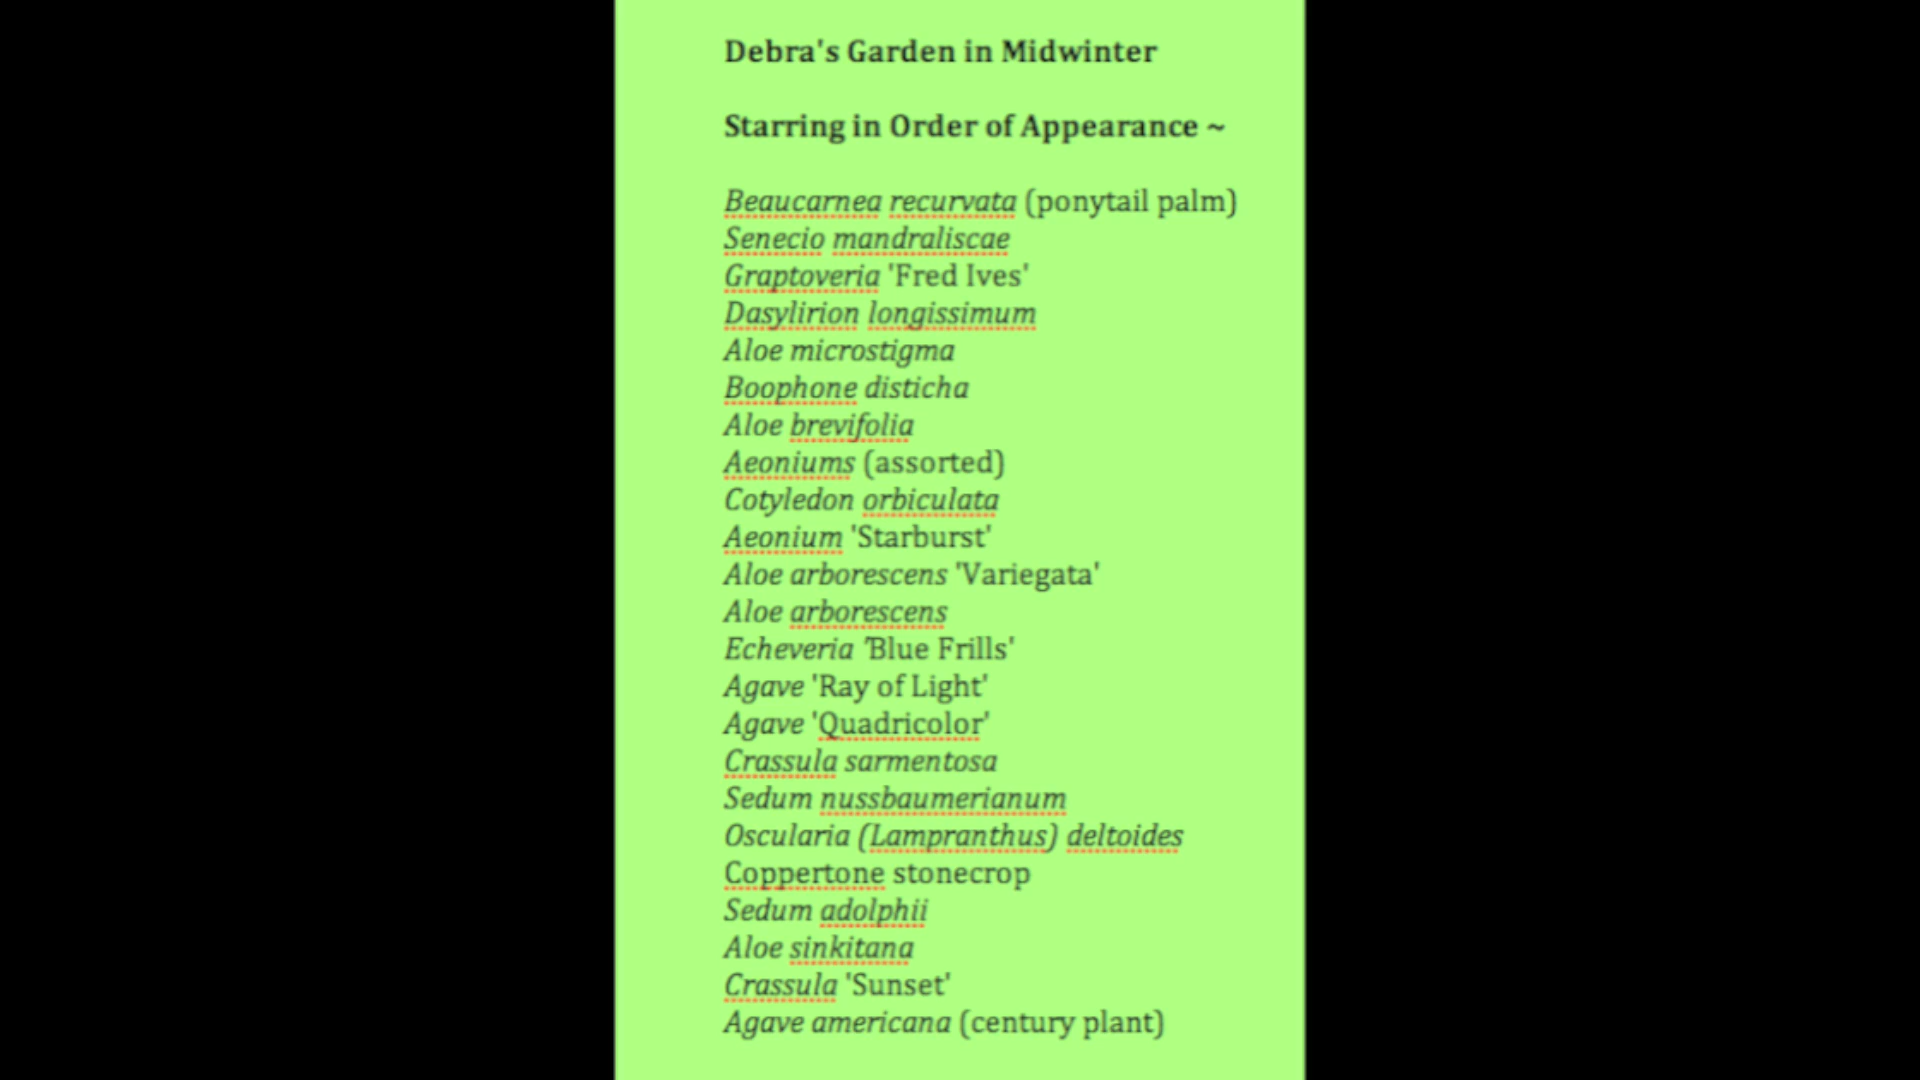 Debra's Garden in Midwinter
Starring in Order of Appearance ~
Beaucarnea recurvata (ponytail palm)
Senecio mandraliscae
Graptoveria 'Fred Ives'
Dasylirion longissimum
Aloe microstigma
Boophone disticha
Aloe brevifolia
Aeoniums (assorted)
Cotyledon orbiculata
Aeonium 'Starburst'
Aloe arborescens 'Variegata'
Aloe arborescens
Echeveria 'Blue Frills'
Agave 'Ray of Light'
Agave 'Quadricolor'
Crassula sarmentosa
Sedum nussbaumerianum
Oscularia (Lampranthus) deltoides
Coppertone stonecrop
Sedum adolphii
Aloe sinkitana
Crassula 'Sunset'
Agave americana (century plant)